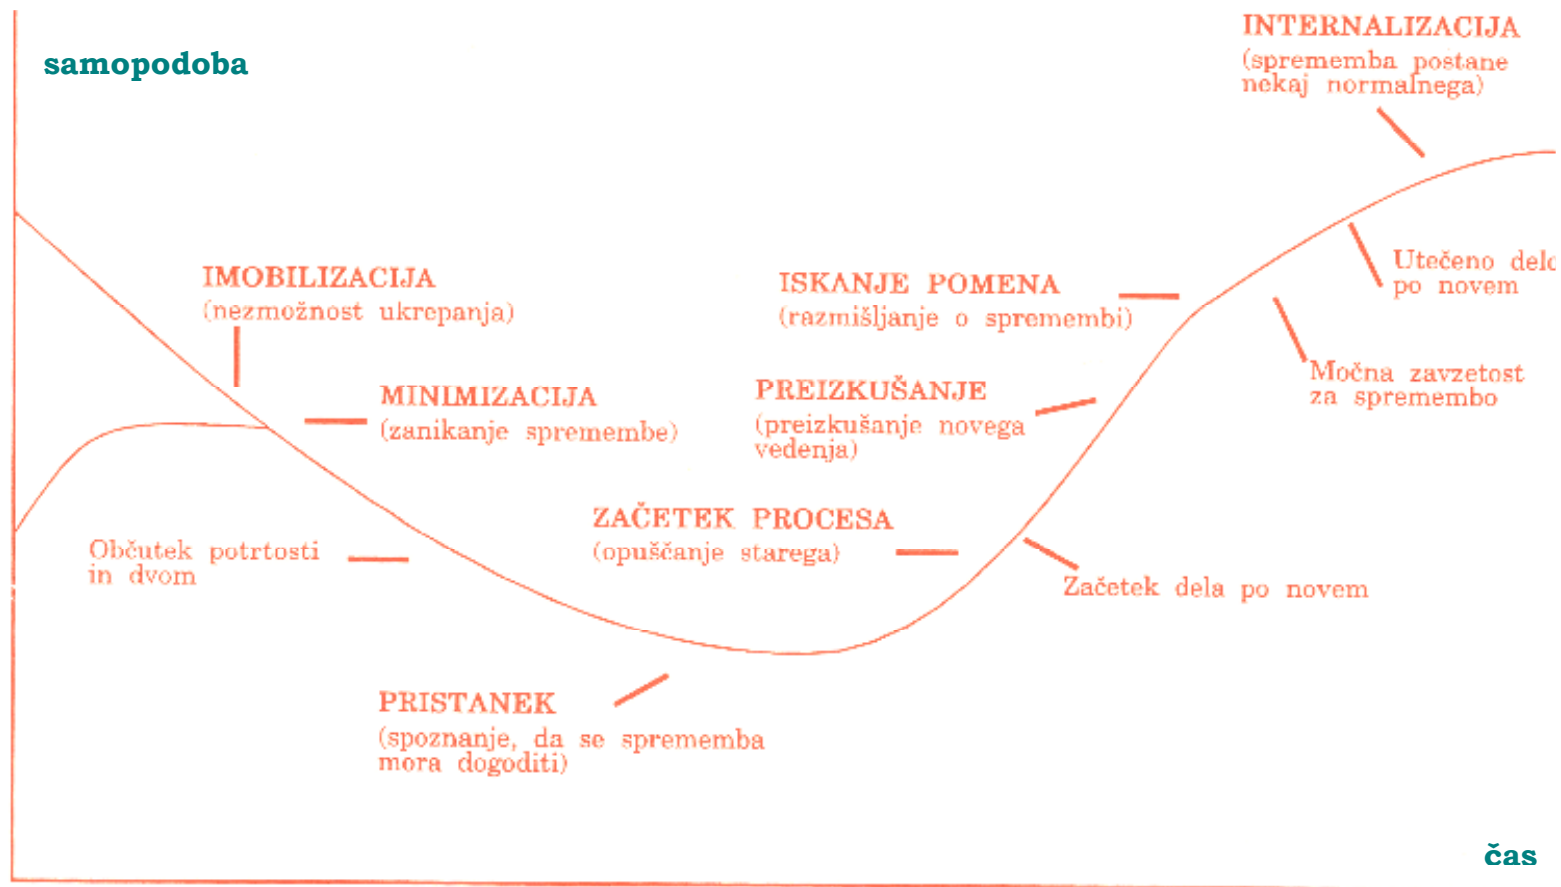 samopodoba
INTERNALIZACIJA
(sprememba postane
nekaj normalnega)
IMOBILIZACIJA
(nezmožnost ukrepanja)
ISKANJE POMENA
(razmišljanje o spremembi)
Utečeno delo
po novem
MINIMIZACIJA
(zanikanje spremembe)
PREIZKUŠANJE
(preizkušanje novega
vedenja)
Močna zavzetost
za spremembo
ZAČETEK PROCESA
(opuščanje starega)
Občutek potrtosti
in dvom
Začetek dela po novem
PRISTANEK
(spoznanje, da se sprememba
mora dogoditi)
čas